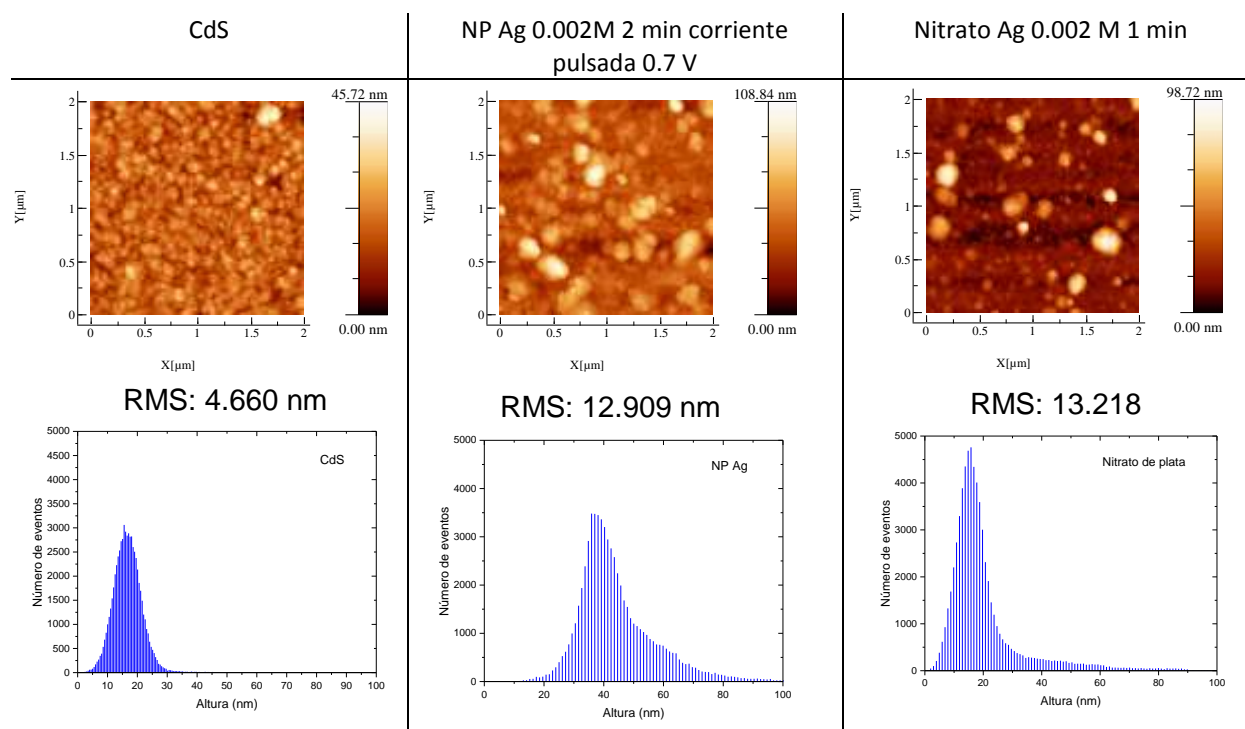 CdS
NP Ag 0.002M 2 min corriente
pulsada 0.7 V
Nitrato Ag 0.002 M 1 min
45.72 nm
2
1.5
1
0.5
0
Y[µm]
0 0.5 1 1.5 2
X[µm]
0.00 nm
108.84 nm
2
1.5
1
0.5
0
Y[µm]
0 0.5 1 1.5 2
X[µm]
0.00 nm
98.72 nm
2
1.5
1
0.5
0
Y[µm]
0 0.5 1 1.5 2
X[µm]
0.00 nm
RMS: 4.660 nm
RMS: 12.909 nm
RMS: 13.218
5000
4500
4000
3500
3000
2500
2000
1500
1000
500
0
Número de eventos
CdS
0 10 20 30 40 50 60 70 80 90 100
Altura (nm)
5000
4000
3000
2000
1000
0
Número de eventos
NP Ag
0 20 40 60 80 100
Altura (nm)
5000
4000
3000
2000
1000
0
Número de eventos
Nitrato de plata
0 20 40 60 80 100
Altura (nm)